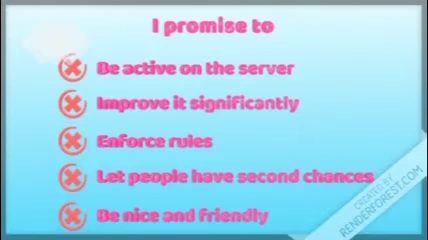 I promise to
Be active on the server
Improve it significantly
Enforce rules
Let people have second chances
Be nice and friendly
CREATED BY
RENDERFOREST.COM